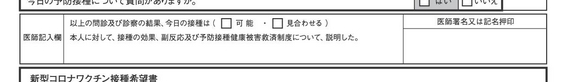 今日の予防接種について質問がありますか。 はい いいえ
医師記入欄
以上の問診及び診察の結果、今日の接種は( □ 可能 ・ □ 見合わせる )
本人に対して、接種の効果、副反応及び予防接種健康被害救済制度について、説明した。
医師署名又は記名押印
新型コロナワクチン接種希望書